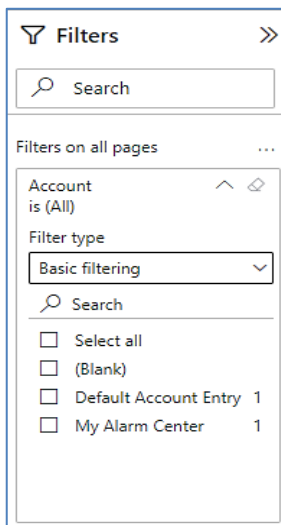 Filters
Search
Filters on all pages ...
Account
is (All)
Filter type
Basic filtering
Search
Select all
(Blank)
Default Account Entry 1
My Alarm Center 1